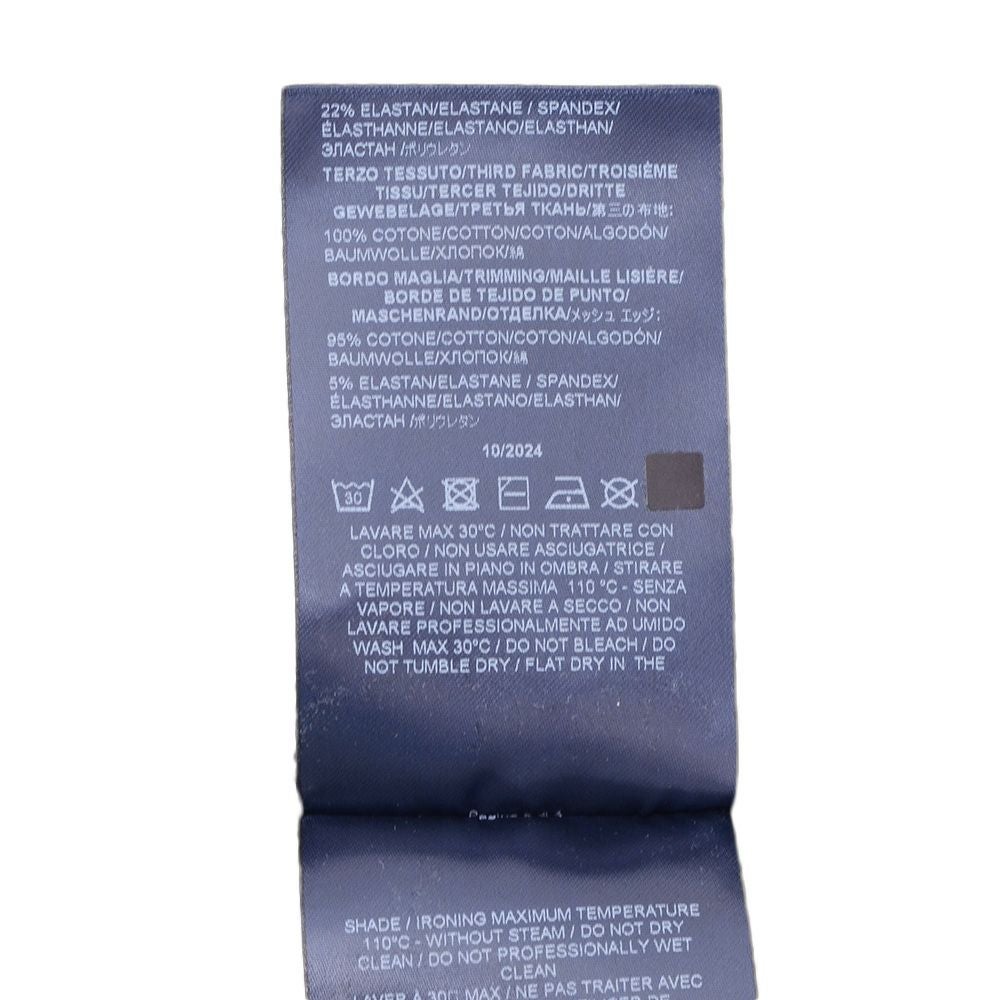 22% ELASTAN/ELASTANE / SPANDEX/
ÉLASTHANNE/ELASTANO/ELASTHAN/
ЭЛАСТАН /ポリウレタン
TERZO TESSUTO/THIRD FABRIC/TROISIÈME
TISSU/TERCER TEJIDO/DRITTE
GEWEBELAGE/ТРЕТЬЯ ТКАНЬ/第三の布地:
100% COTONE/COTTON/COTON/ALGODÓN/
BAUMWOLLE/ХЛОПОК/綿
BORDO MAGLIA/TRIMMING/MAILLE LISIÈRE/
BORDE DE TEJIDO DE PUNTO/
MASCHENRAND/ОТДЕЛКА/メッシュ エッジ:
95% COTONE/COTTON/COTON/ALGODÓN/
BAUMWOLLE/ХЛОПОК/綿
5% ELASTAN/ELASTANE / SPANDEX/
ÉLASTHANNE/ELASTANO/ELASTHAN/
ЭЛАСТАН /ポリウレタン
10/2024
30
LAVARE MAX 30°C / NON TRATTARE CON
CLORO / NON USARE ASCIUGATRICE /
ASCIUGARE IN PIANO IN OMBRA / STIRARE
A TEMPERATURA MASSIMA 110 °C - SENZA
VAPORE / NON LAVARE A SECCO / NON
LAVARE PROFESSIONALMENTE AD UMIDO
WASH MAX 30°C / DO NOT BLEACH / DO
NOT TUMBLE DRY / FLAT DRY IN THE
SHADE / IRONING MAXIMUM TEMPERATURE
110°C - WITHOUT STEAM / DO NOT DRY
CLEAN / DO NOT PROFESSIONALLY WET
CLEAN
LAVER A 30C MAX / NE PAS TRAITER AVEC